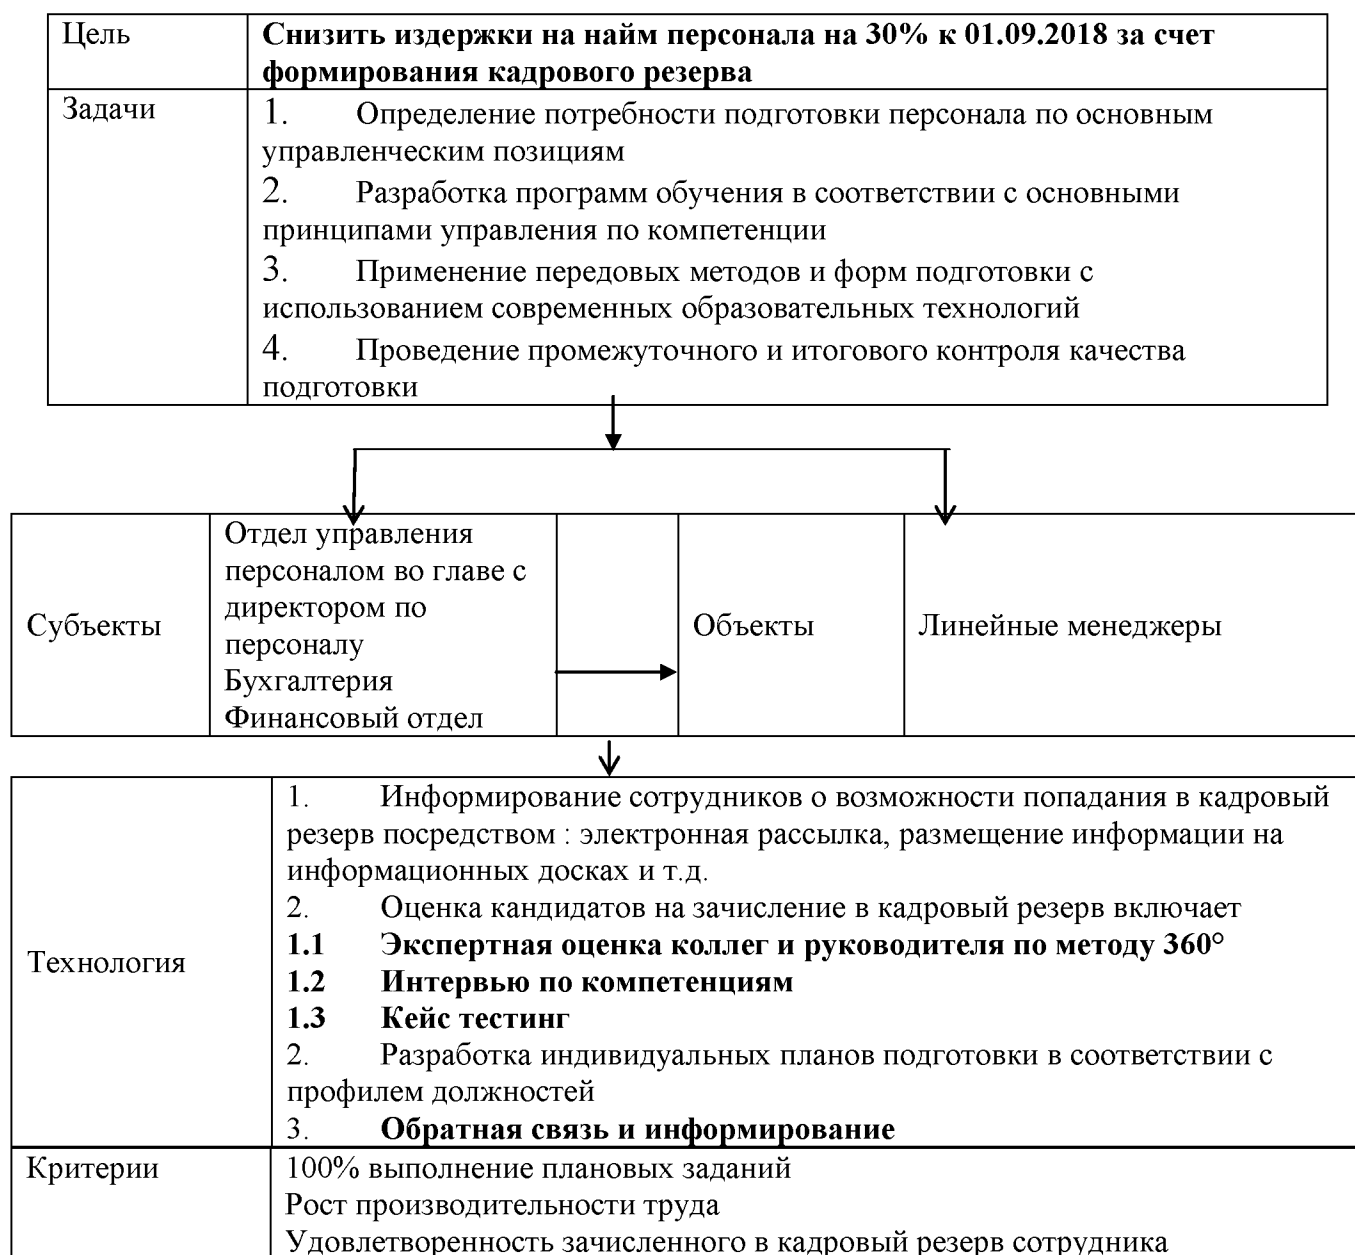 Цель
Снизить издержки на найм персонала на 30% к 01.09.2018 за счет
формирования кадрового резерва
Задачи
1. Определение потребности подготовки персонала по основным
управленческим позициям
2. Разработка программ обучения в соответствии с основными
принципами управления по компетенции
3. Применение передовых методов и форм подготовки с
использованием современных образовательных технологий
4. Проведение промежуточного и итогового контроля качества
подготовки
Субъекты
Отдел управления
персоналом во главе с
директором по
персоналу
Бухгалтерия
Финансовый отдел
Объекты
Линейные менеджеры
Технология
1. Информирование сотрудников о возможности попадания в кадровый
резерв посредством : электронная рассылка, размещение информации на
информационных досках и т.д.
2. Оценка кандидатов на зачисление в кадровый резерв включает
1.1 Экспертная оценка коллег и руководителя по методу 360°
1.2 Интервью по компетенциям
1.3 Кейс тестинг
2. Разработка индивидуальных планов подготовки в соответствии с
профилем должностей
3. Обратная связь и информирование
Критерии
100% выполнение плановых заданий
Рост производительности труда
Удовлетворенность зачисленного в кадровый резерв сотрудника